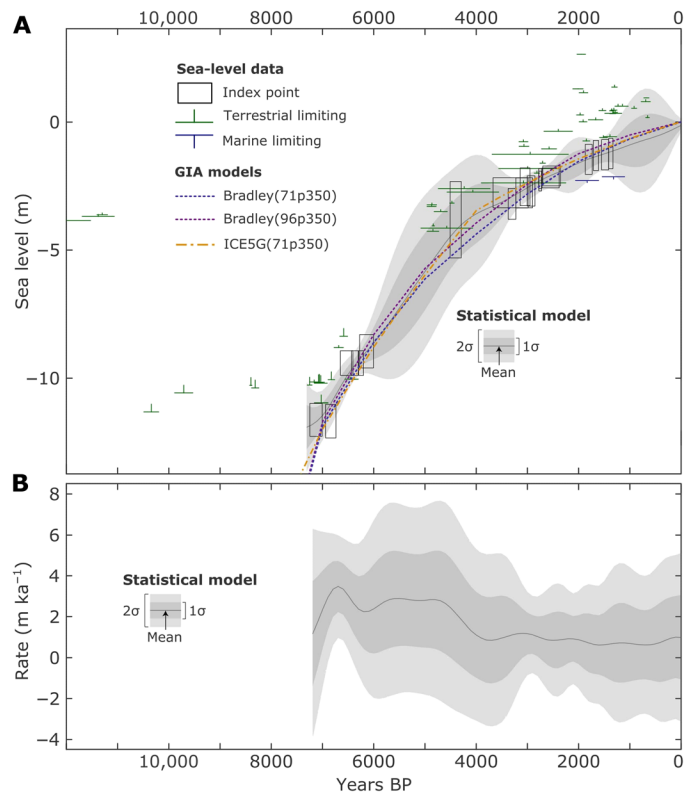 A
10,000 8000 6000 4000 2000 0
Sea-level data
Index point
Terrestrial limiting
Marine limiting
GIA models
Bradley(71p350)
Bradley(96p350)
ICE5G(71p350)
0
−5
−10
Sea level (m)
Statistical model
2σ 1σ
Mean
B
8
6
4
2
0
−2
−4
Rate (m ka⁻¹)
Statistical model
2σ 1σ
Mean
10,000 8000 6000 4000 2000 0
Years BP